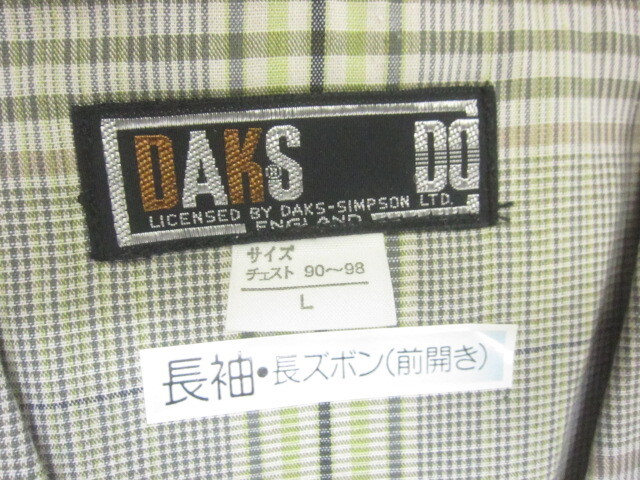 DAKS® DD
LICENSED BY DAKS-SIMPSON LTD.
ENGLAND
サイズ
チェスト 90～98
L
長袖・長ズボン(前開き)